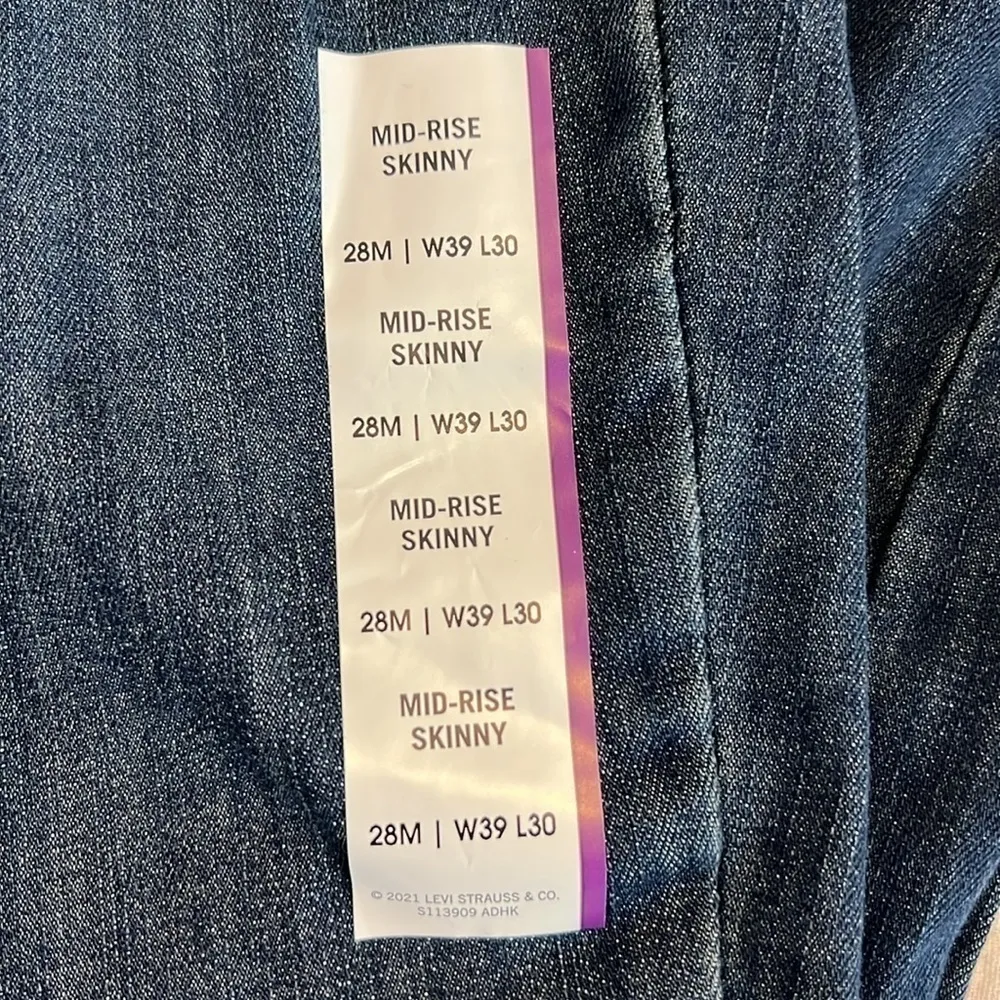 MID-RISE
SKINNY
28M | W39 L30
MID-RISE
SKINNY
28M | W39 L30
MID-RISE
SKINNY
28M | W39 L30
MID-RISE
SKINNY
28M | W39 L30
© 2021 LEVI STRAUSS & CO.
S113909 ADHK